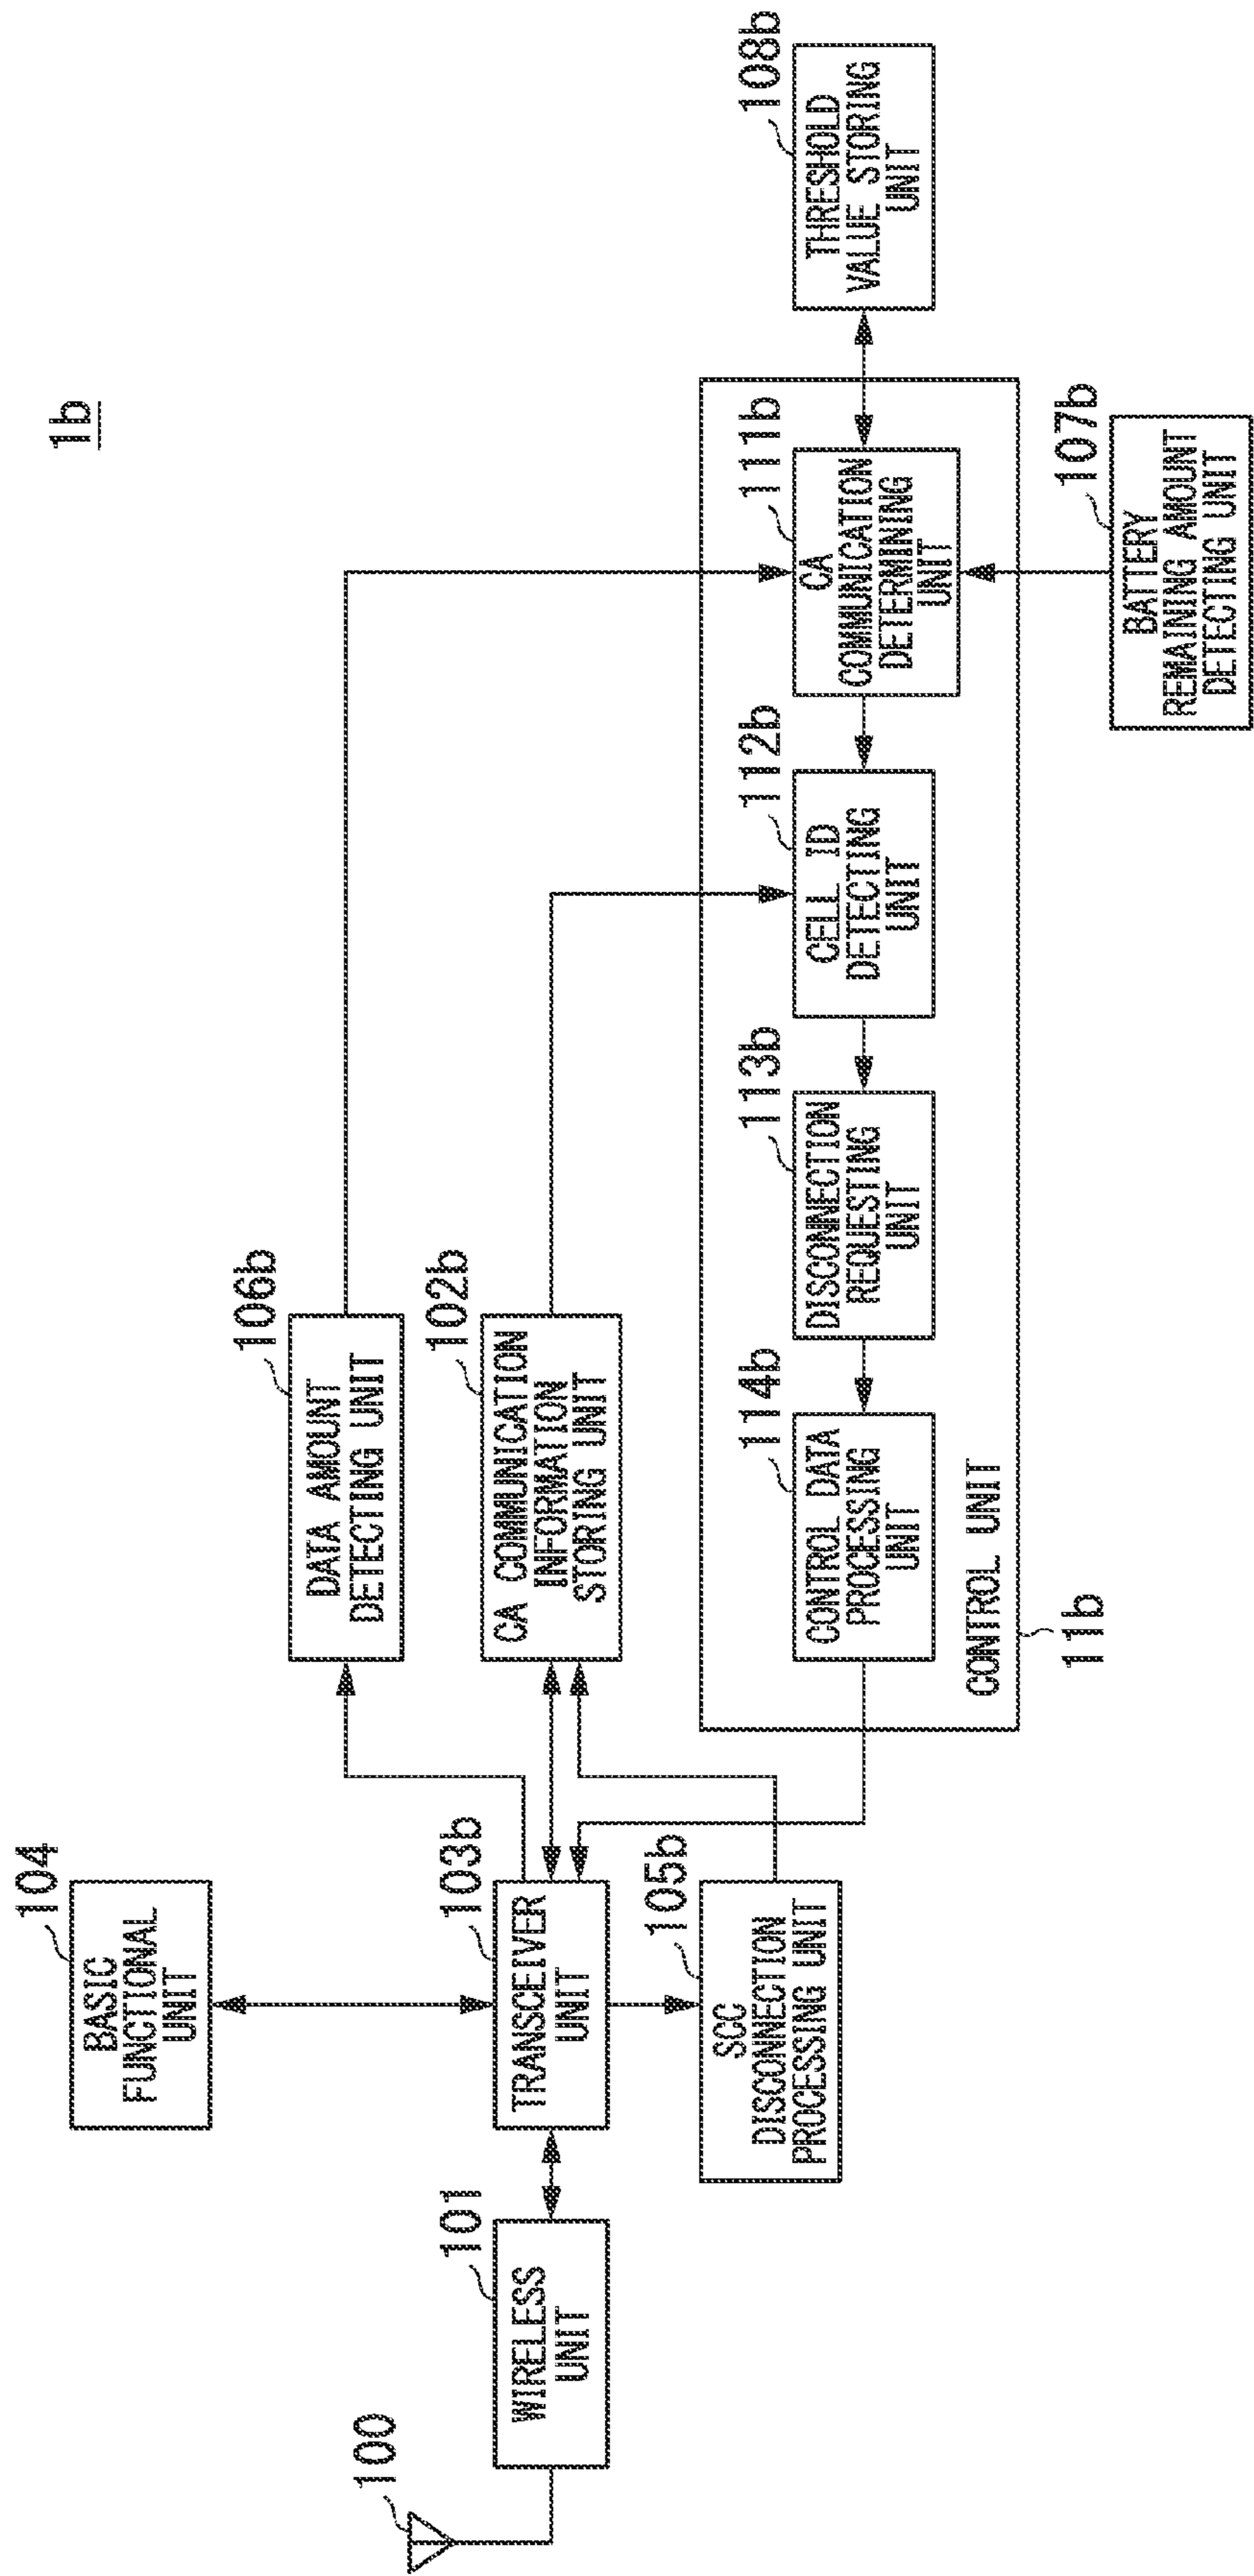 1b
104
BASIC
FUNCTIONAL
UNIT
100
101
WIRELESS
UNIT
103b
TRANSCEIVER
UNIT
105b
SCC
DISCONNECTION
PROCESSING UNIT
106b
DATA AMOUNT
DETECTING UNIT
102b
CA COMMUNICATION
INFORMATION
STORING UNIT
114b
CONTROL DATA
PROCESSING
UNIT
113b
DISCONNECTION
REQUESTING
UNIT
112b
CELL ID
DETECTING
UNIT
111b
CA
COMMUNICATION
DETERMINING
UNIT
108b
THRESHOLD
VALUE STORING
UNIT
CONTROL UNIT
11b
107b
BATTERY
REMAINING AMOUNT
DETECTING UNIT